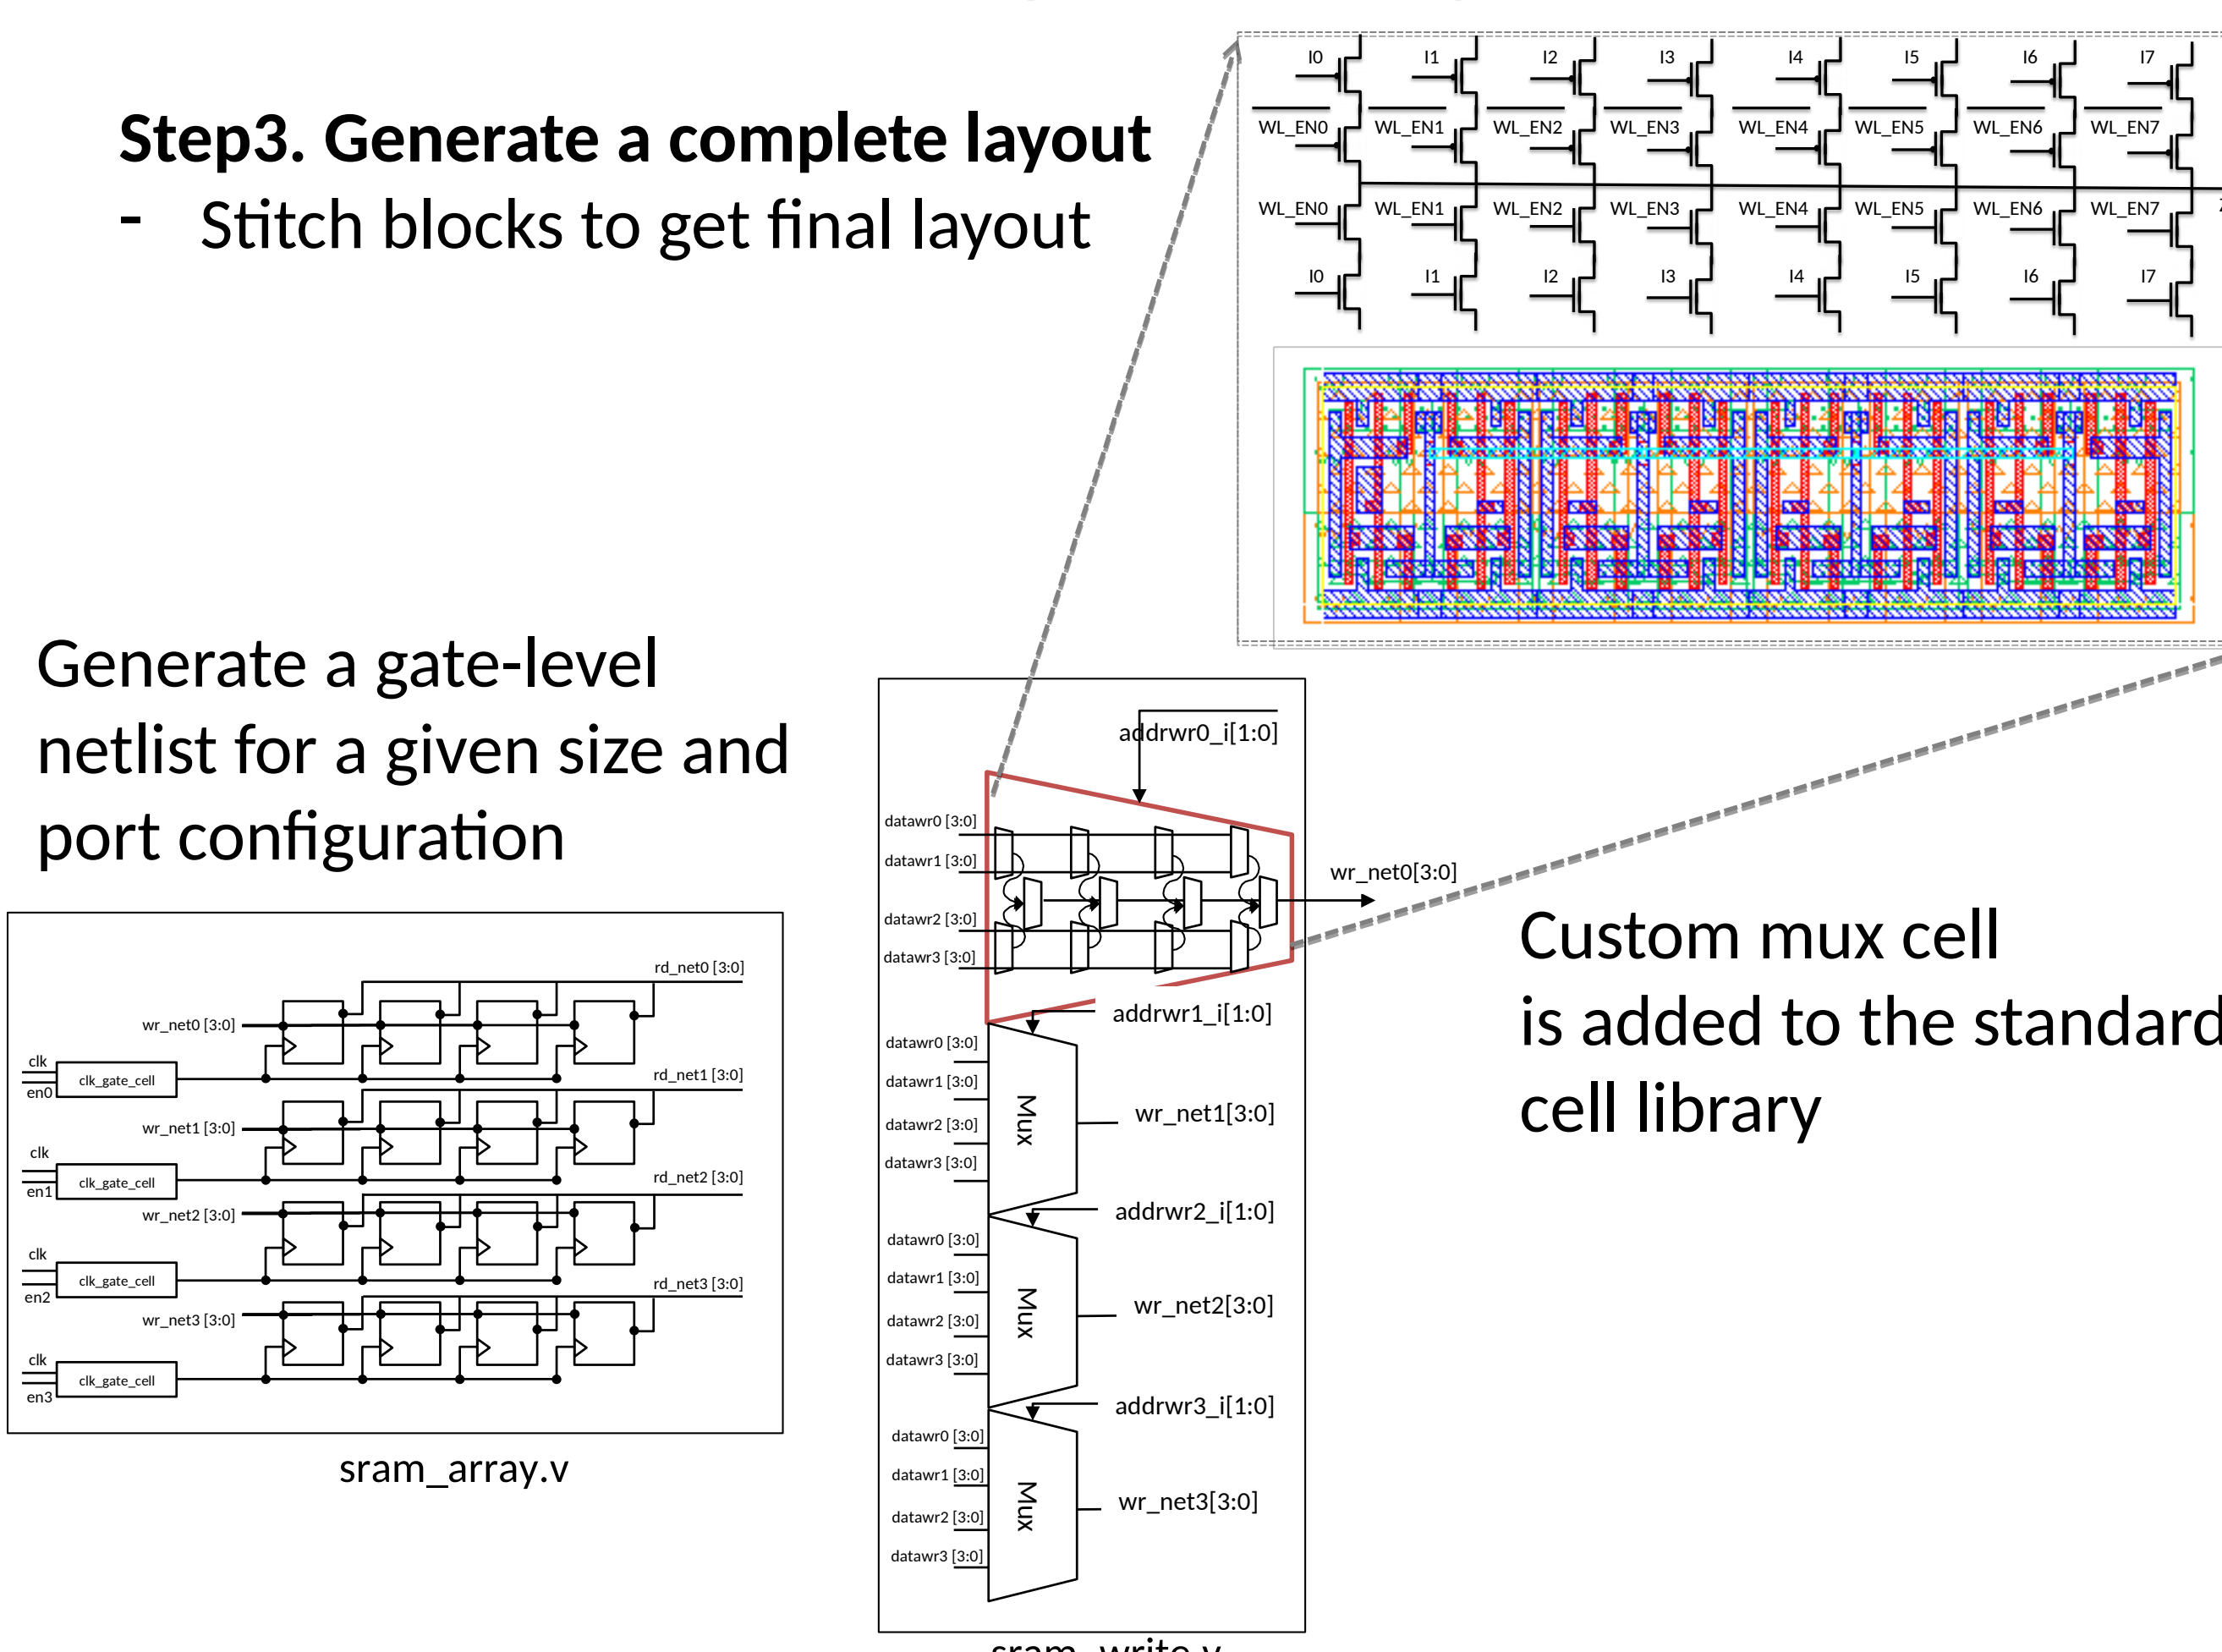 Step3. Generate a complete layout
- Stitch blocks to get final layout
I0 I1 I2 I3 I4 I5 I6 I7
WL_EN0 WL_EN1 WL_EN2 WL_EN3 WL_EN4 WL_EN5 WL_EN6 WL_EN7
WL_EN0 WL_EN1 WL_EN2 WL_EN3 WL_EN4 WL_EN5 WL_EN6 WL_EN7
I0 I1 I2 I3 I4 I5 I6 I7
Generate a gate-level
netlist for a given size and
port configuration
rd_net0 [3:0]
wr_net0 [3:0]
clk
clk_gate_cell
en0
rd_net1 [3:0]
wr_net1 [3:0]
clk
clk_gate_cell
en1
rd_net2 [3:0]
wr_net2 [3:0]
clk
clk_gate_cell
en2
rd_net3 [3:0]
wr_net3 [3:0]
clk
clk_gate_cell
en3
sram_array.v
addrwr0_i[1:0]
datawr0 [3:0]
datawr1 [3:0]
wr_net0[3:0]
datawr2 [3:0]
datawr3 [3:0]
addrwr1_i[1:0]
datawr0 [3:0]
datawr1 [3:0]
Mux
wr_net1[3:0]
datawr2 [3:0]
datawr3 [3:0]
addrwr2_i[1:0]
datawr0 [3:0]
datawr1 [3:0]
Mux
wr_net2[3:0]
datawr2 [3:0]
datawr3 [3:0]
addrwr3_i[1:0]
datawr0 [3:0]
datawr1 [3:0]
Mux
wr_net3[3:0]
datawr2 [3:0]
datawr3 [3:0]
sram_write.v
Custom mux cell
is added to the standard
cell library